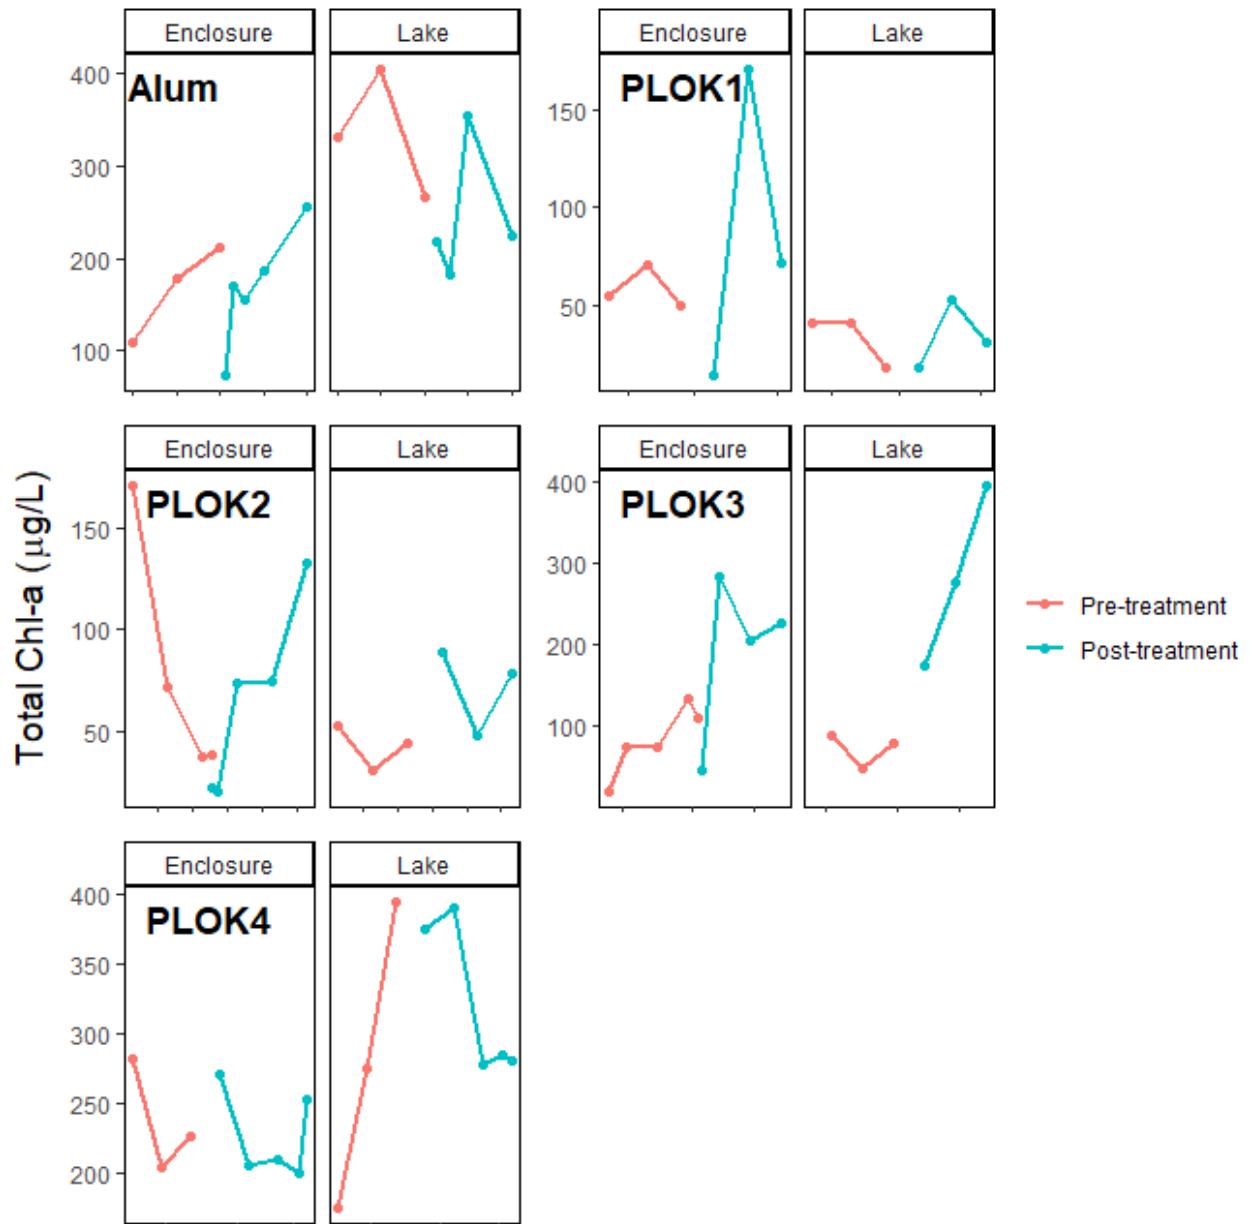 Enclosure Lake Enclosure Lake
Alum PLOK1
400
300
200
100
150
100
50
Enclosure Lake Enclosure Lake
PLOK2 PLOK3
150
100
50
400
300
200
100
Total Chl-a (µg/L)
Pre-treatment
Post-treatment
Enclosure Lake
PLOK4
400
350
300
250
200